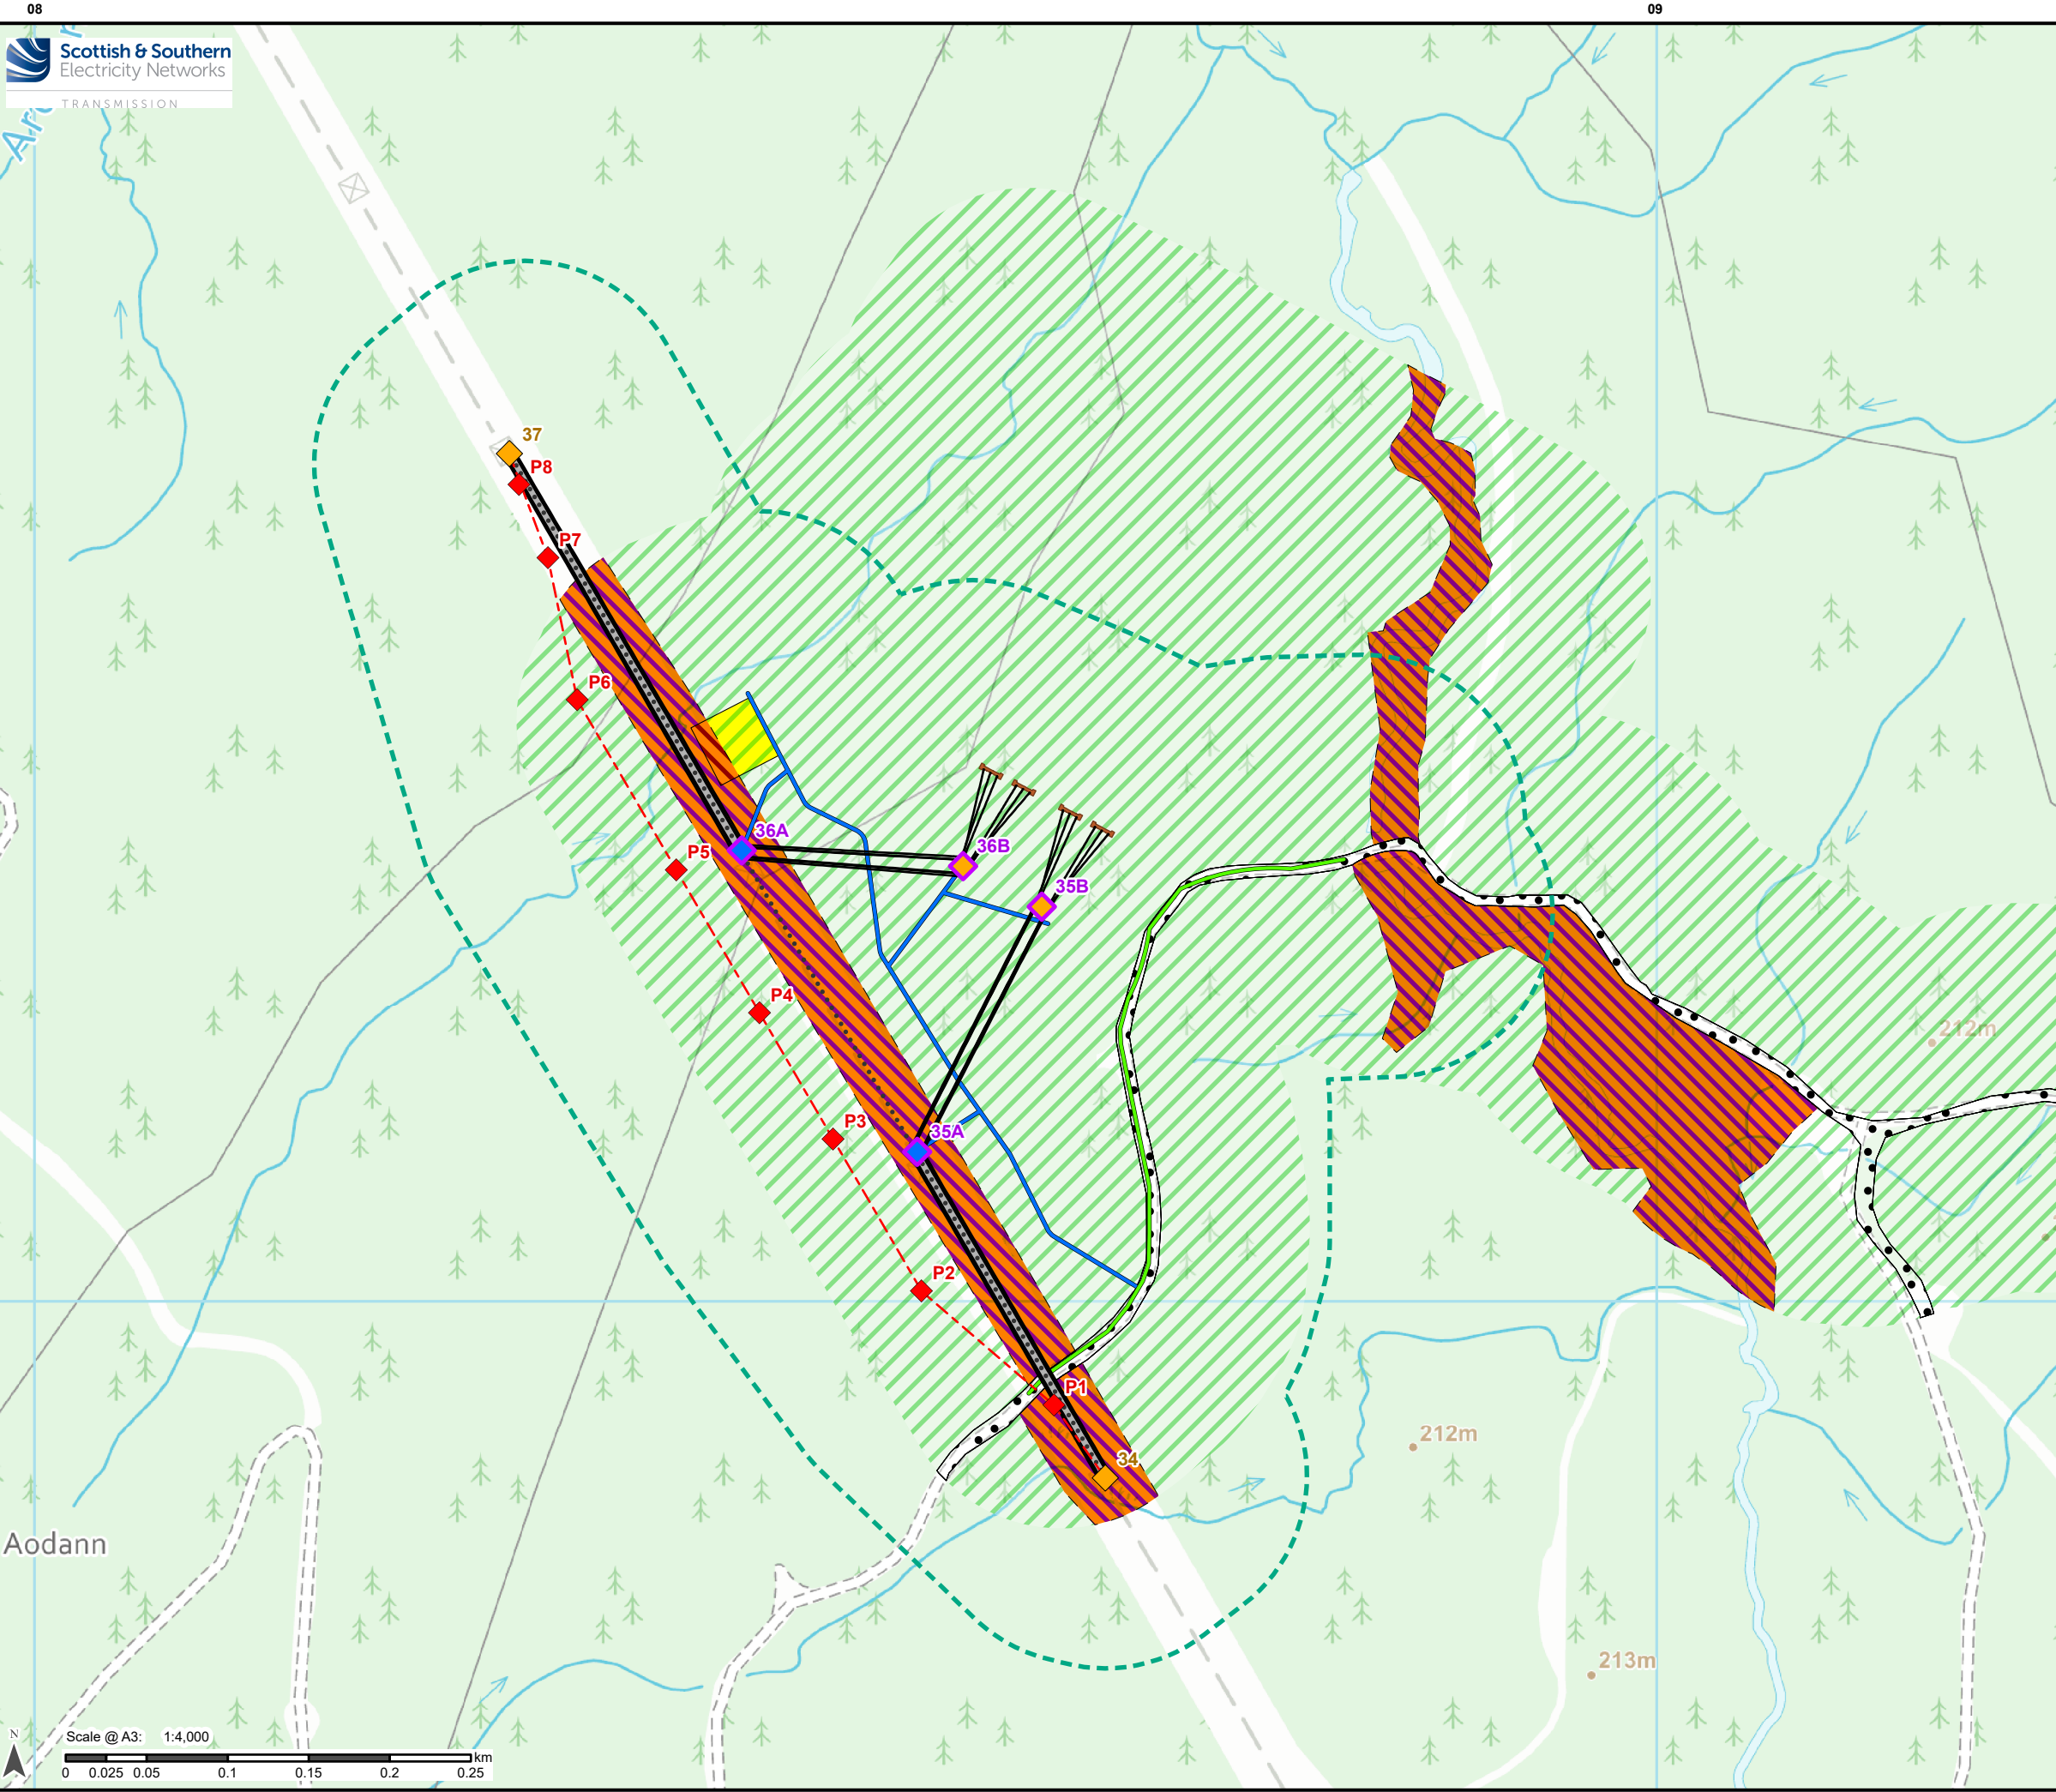 08 09
Scottish & Southern
Electricity Networks
TRANSMISSION
37
P8
P7
P6
36A
36B
P5
35B
P4
212m
P3
35A
P2
P1
212m
34
Aodann
213m
N
Scale @ A3: 1:4,000
km
0 0.025 0.05 0.1 0.15 0.2 0.25